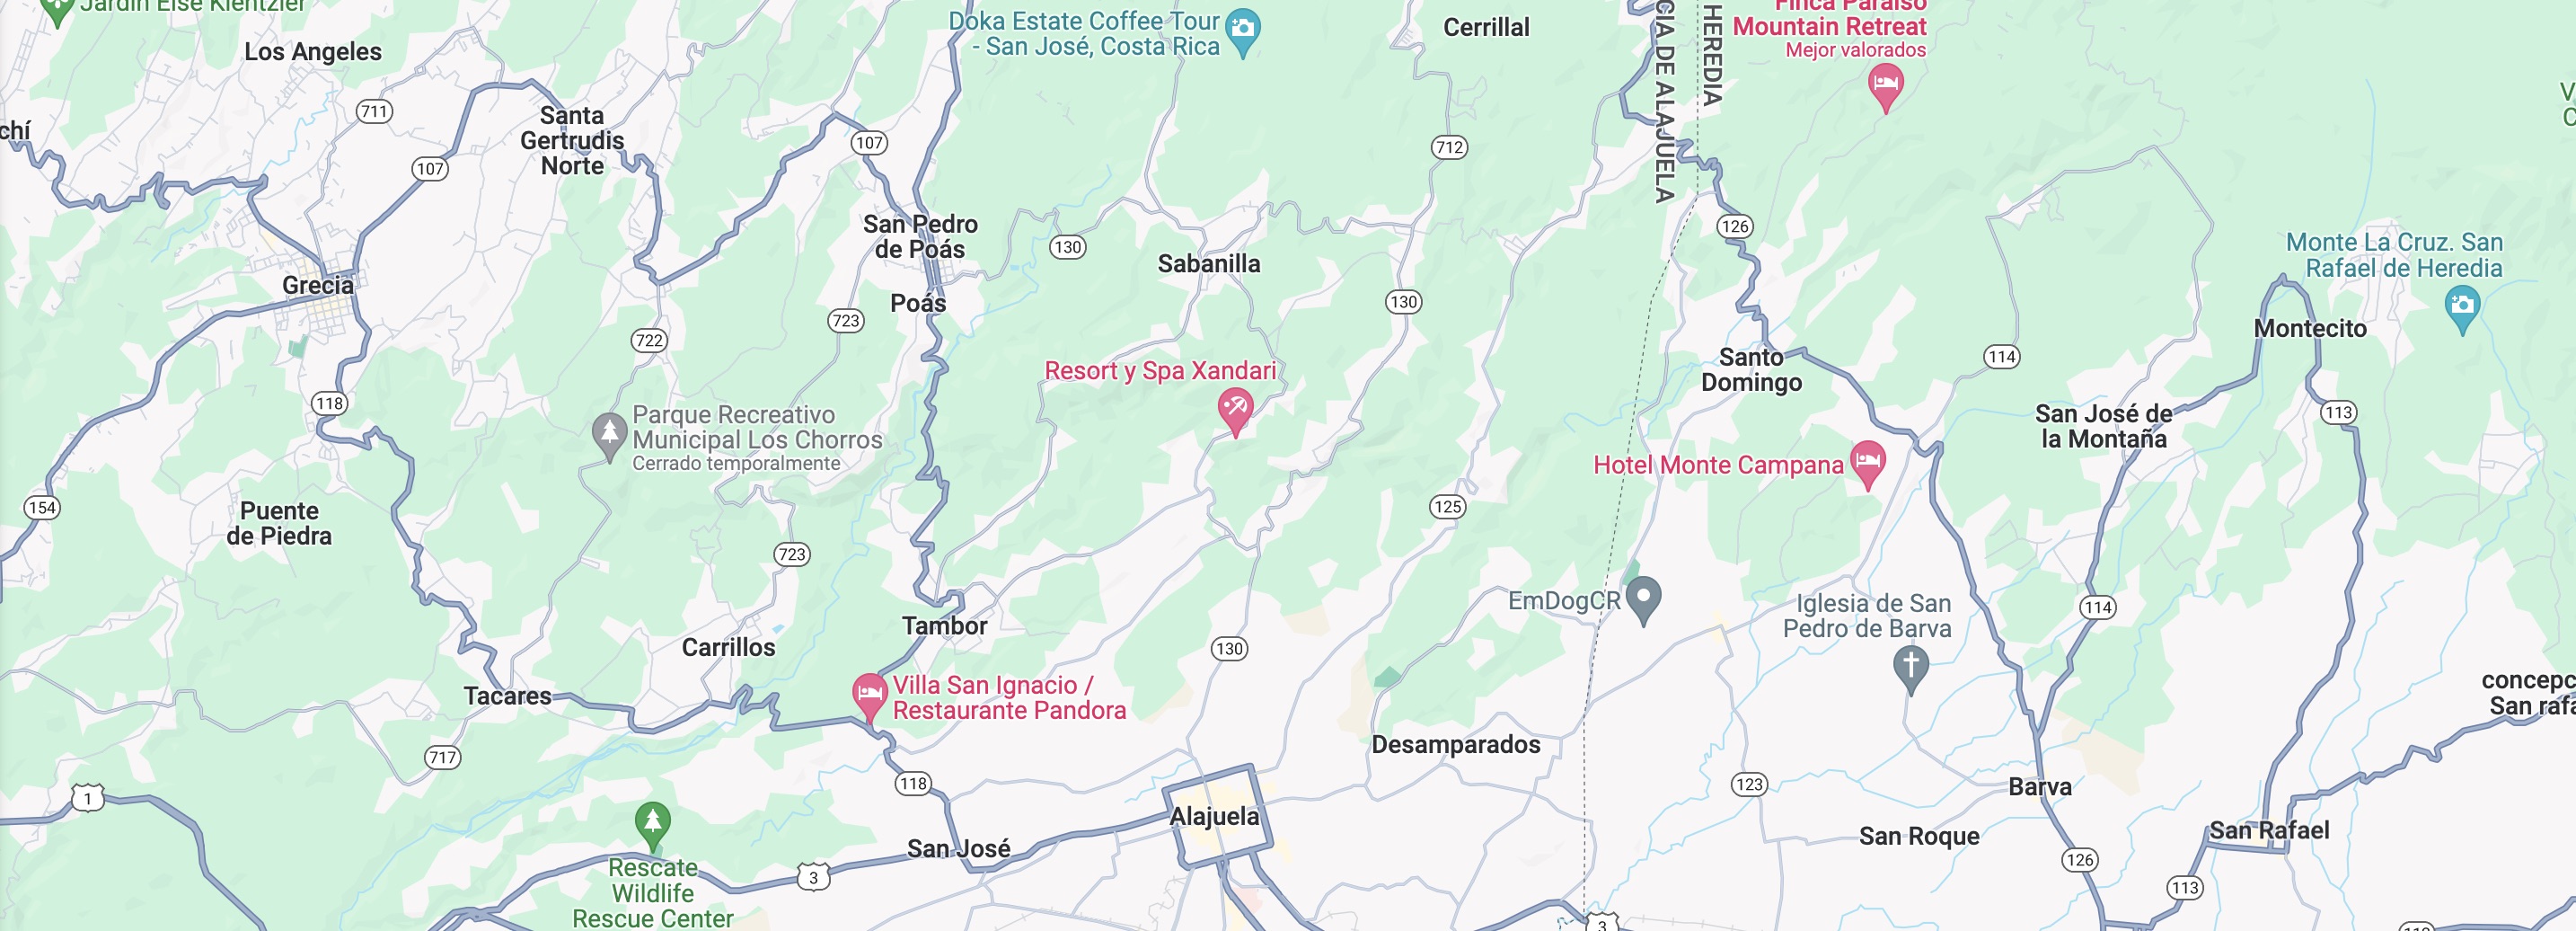 Jardín Else Kientzler
Los Angeles
Doka Estate Coffee Tour
- San José, Costa Rica
Cerrillal
CIA DE ALAJUELA
HEREDIA
Finca Paraíso
Mountain Retreat
Mejor valorados
chí
711
Santa
Gertrudis
Norte
107
107
712
126
San Pedro
de Poás
130
Sabanilla
Monte La Cruz. San
Rafael de Heredia
Grecia
Poás
723
130
722
Montecito
Santo
Domingo
114
Resort y Spa Xandari
118
Parque Recreativo
Municipal Los Chorros
Cerrado temporalmente
San José de
la Montaña
113
Hotel Monte Campana
154
Puente
de Piedra
125
723
EmDogCR
Iglesia de San
Pedro de Barva
114
Tambor
Carrillos
130
Tacares
Villa San Ignacio /
Restaurante Pandora
concepc
San rafa
717
Desamparados
118
123
Barva
1
Alajuela
San José
San Roque
San Rafael
Rescate
Wildlife
Rescue Center
3
126
113
3